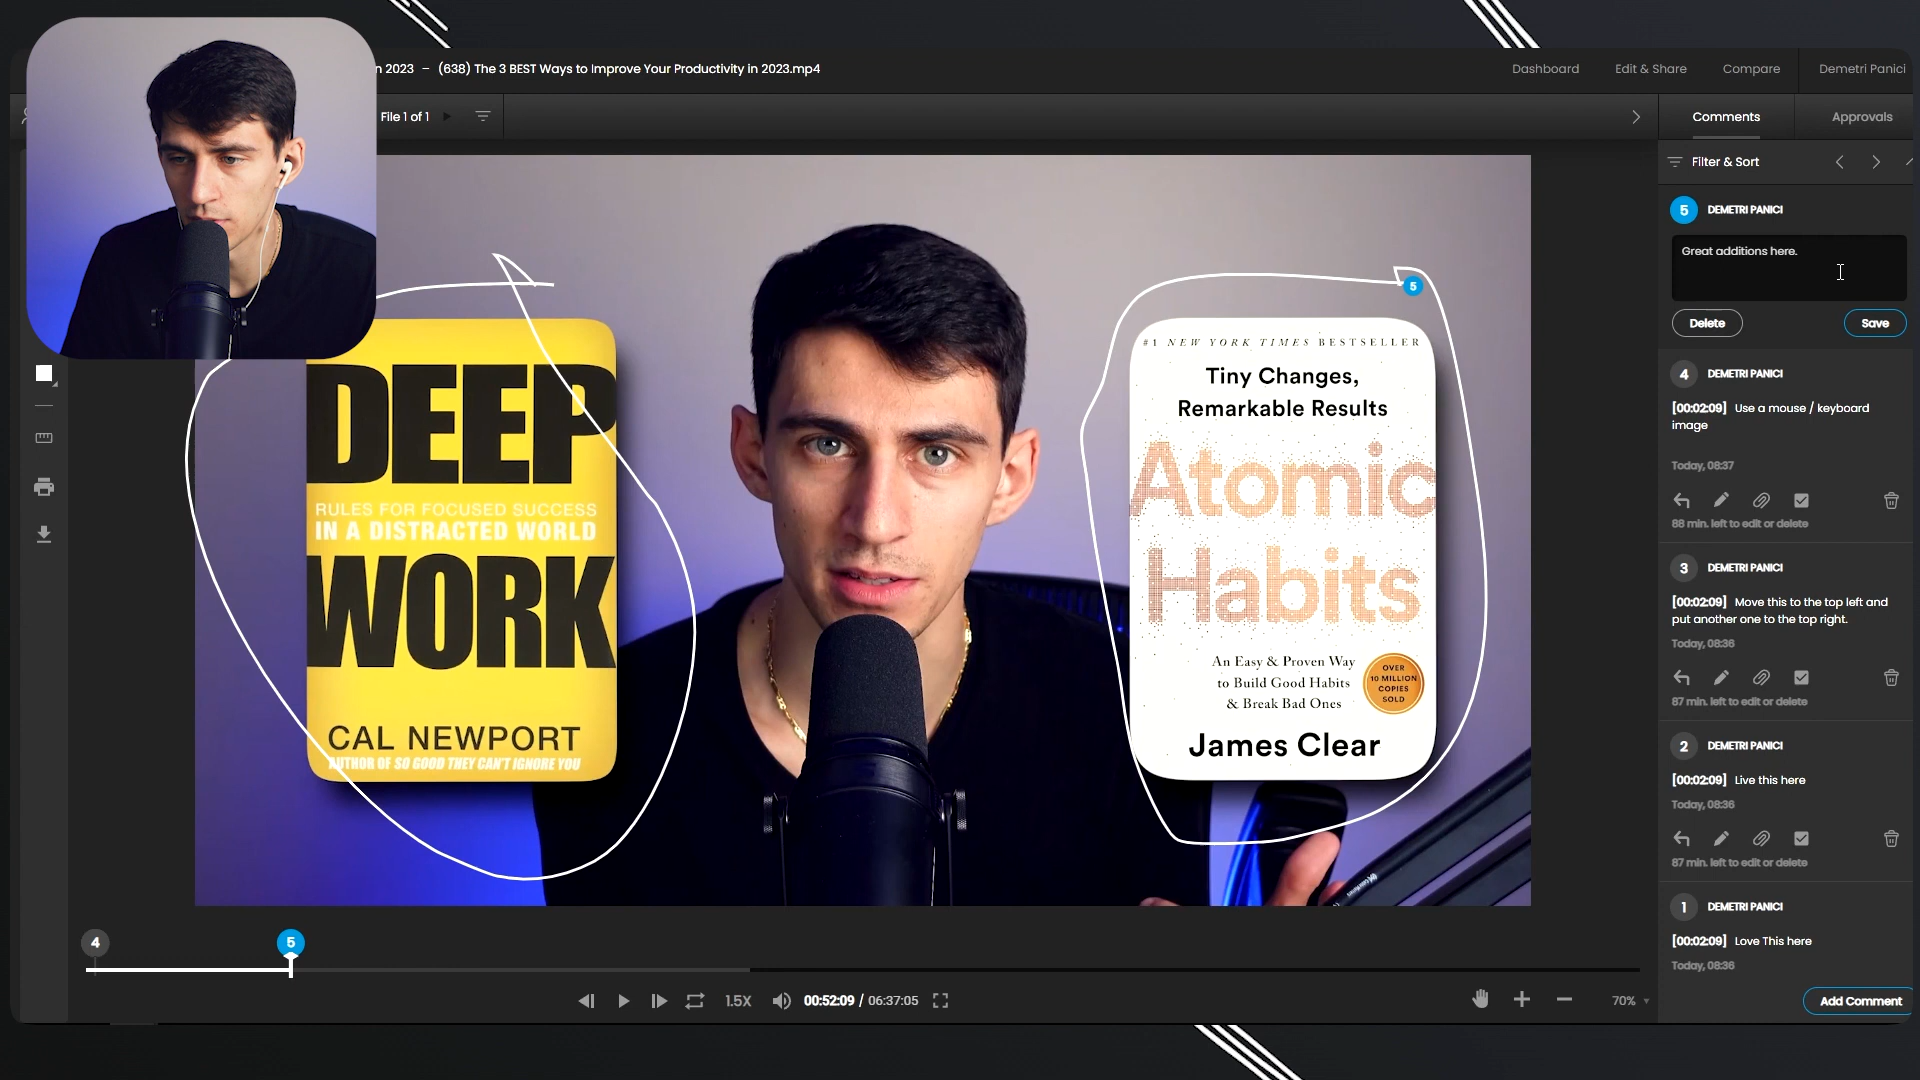 n 2023 – (638) The 3 BEST Ways to Improve Your Productivity in 2023.mp4
Dashboard
Edit & Share
Compare
Demetri Panici
File 1 of 1
Comments
Approvals
Filter & Sort
5 DEMETRI PANICI
Great additions here.
Delete
Save
4 DEMETRI PANICI
[00:02:09] Use a mouse / keyboard
image
Today, 08:37
88 min. left to edit or delete
3 DEMETRI PANICI
[00:02:09] Move this to the top left and
put another one to the top right.
Today, 08:36
87 min. left to edit or delete
2 DEMETRI PANICI
[00:02:09] Live this here
Today, 08:36
87 min. left to edit or delete
1 DEMETRI PANICI
[00:02:09] Love This here
Today, 08:36
Add Comment
DEEP
RULES FOR FOCUSED SUCCESS
IN A DISTRACTED WORLD
WORK
CAL NEWPORT
AUTHOR OF SO GOOD THEY CAN'T IGNORE YOU
5
#1 NEW YORK TIMES BESTSELLER
Tiny Changes,
Remarkable Results
Atomic
Habits
An Easy & Proven Way
to Build Good Habits
& Break Bad Ones
OVER
10 MILLION
COPIES
SOLD
James Clear
4
5
1.5X
00:52:09 / 06:37:05
70%